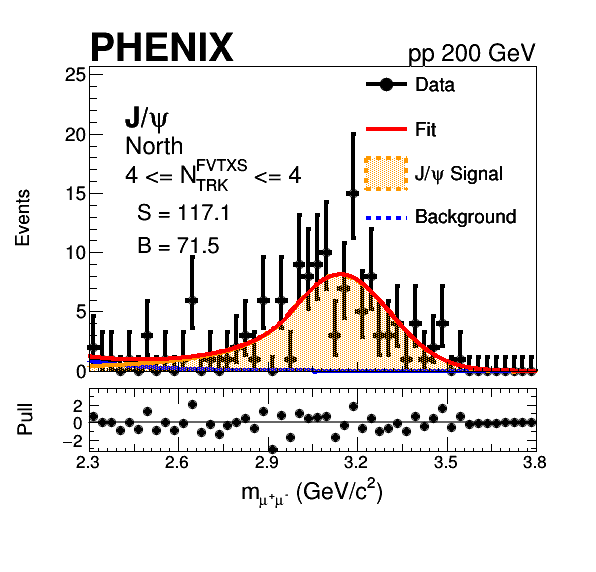 PHENIX pp 200 GeV
25
20
15
10
5
0
Events
J/ψ
North
4 <= N_TRK^FVTXS <= 4
S = 117.1
B = 71.5
Data
Fit
J/ψ Signal
Background
Pull
2
0
−2
2.3 2.6 2.9 3.2 3.5 3.8
m_μ⁺μ⁻ (GeV/c²)